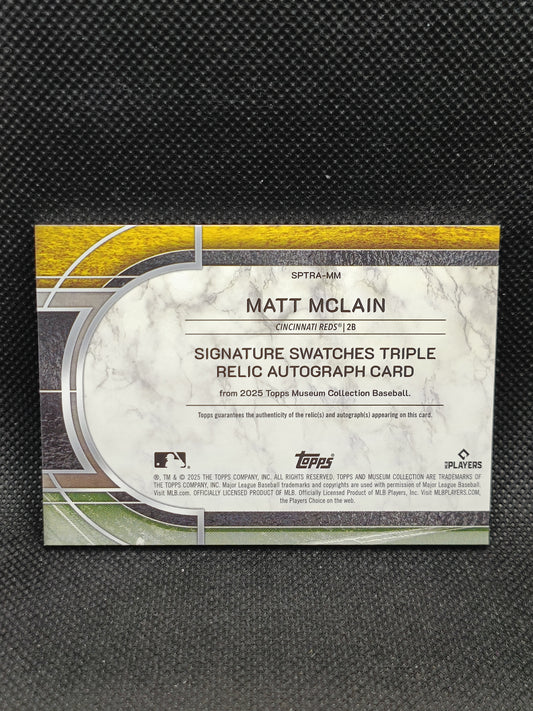 SPTRA-MM
MATT MCLAIN
CINCINNATI REDS® | 2B
SIGNATURE SWATCHES TRIPLE
RELIC AUTOGRAPH CARD
from 2025 Topps Museum Collection Baseball.
Topps guarantees the authenticity of the relic(s) and autograph(s) appearing on this card.
topps
MLB PLAYERS
®, TM & © 2025 THE TOPPS COMPANY, INC. ALL RIGHTS RESERVED. TOPPS AND MUSEUM COLLECTION ARE TRADEMARKS OF
THE TOPPS COMPANY, INC. Major League Baseball trademarks and copyrights are used with permission of Major League Baseball.
Visit MLB.com. OFFICIALLY LICENSED PRODUCT OF MLB. Officially Licensed Product of MLB Players, Inc. Visit MLBPLAYERS.COM,
the Players Choice on the web.